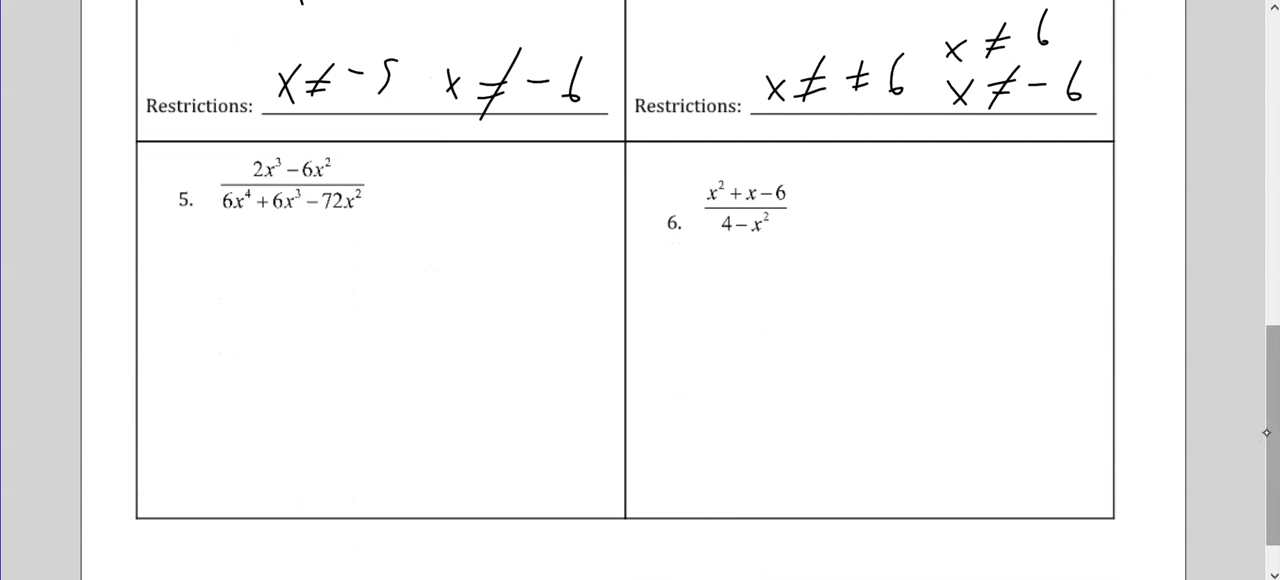 Restrictions: x ≠ -5 x ≠ -6
Restrictions: x ≠ ±6 x ≠ 6
x ≠ -6
5. (2x³ – 6x²)/(6x⁴ + 6x³ – 72x²)
6. (x² + x – 6)/(4 – x²)